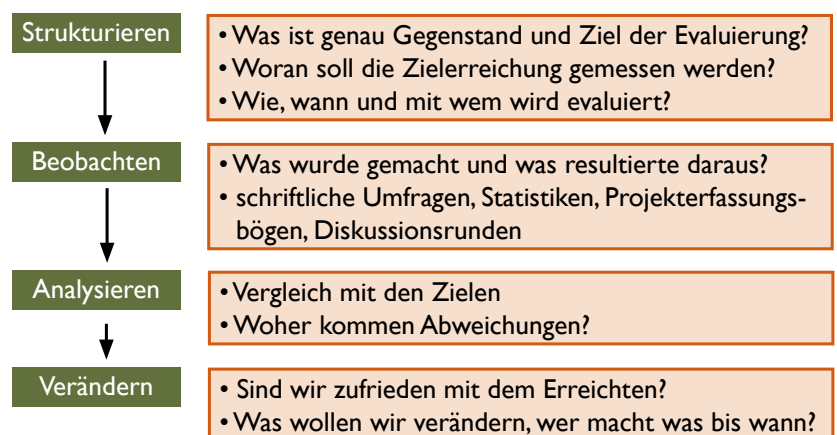 Strukturieren
• Was ist genau Gegenstand und Ziel der Evaluierung?
• Woran soll die Zielerreichung gemessen werden?
• Wie, wann und mit wem wird evaluiert?
Beobachten
• Was wurde gemacht und was resultierte daraus?
• schriftliche Umfragen, Statistiken, Projekterfassungs-
bögen, Diskussionsrunden
Analysieren
• Vergleich mit den Zielen
• Woher kommen Abweichungen?
Verändern
• Sind wir zufrieden mit dem Erreichten?
• Was wollen wir verändern, wer macht was bis wann?